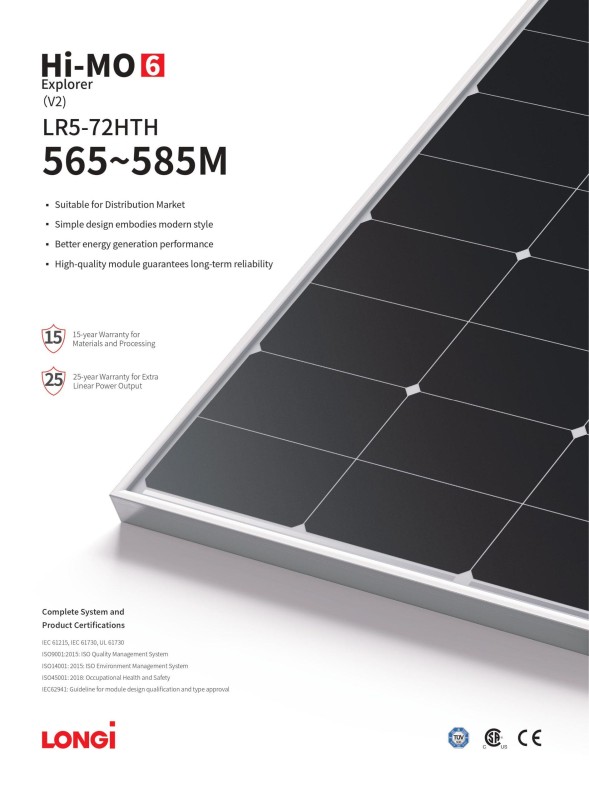 Hi-MO 6
Explorer
(V2)
LR5-72HTH
565~585M
▪ Suitable for Distribution Market
▪ Simple design embodies modern style
▪ Better energy generation performance
▪ High-quality module guarantees long-term reliability
15
15-year Warranty for
Materials and Processing
25
25-year Warranty for Extra
Linear Power Output
Complete System and
Product Certifications
IEC 61215, IEC 61730, UL 61730
ISO9001:2015: ISO Quality Management System
ISO14001: 2015: ISO Environment Management System
ISO45001: 2018: Occupational Health and Safety
IEC62941: Guideline for module design qualification and type approval
LONGi
TÜV
C US
CE